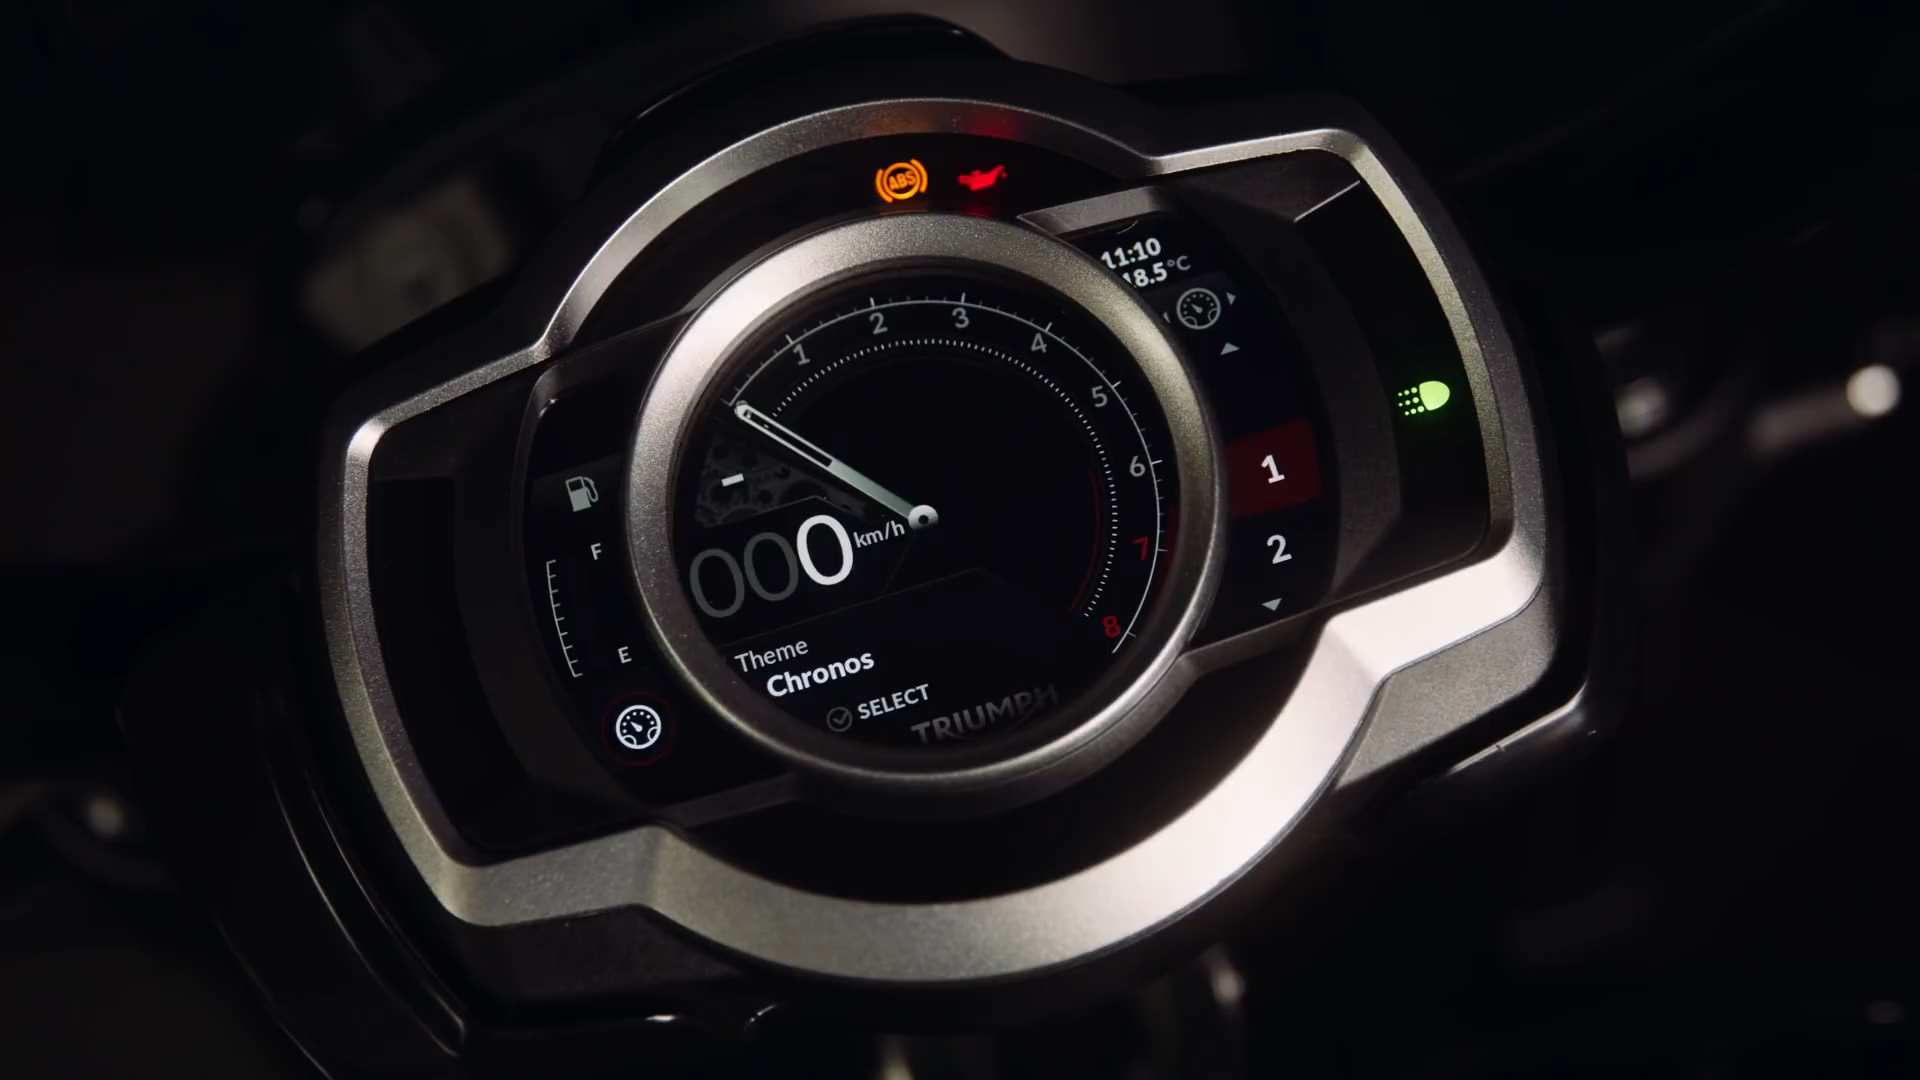 ABS
11:10
18.5°C
1
2
3
4
5
6
7
8
-
000 km/h
F
E
1
2
Theme
Chronos
SELECT
TRIUMPH